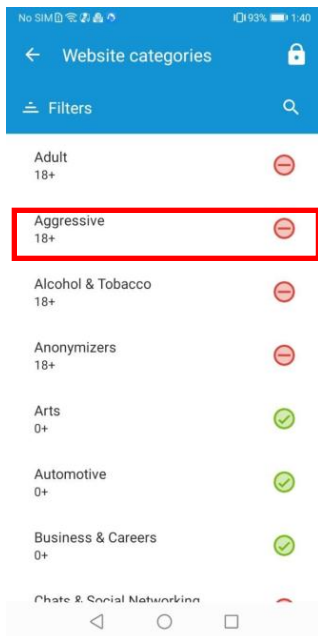 No SIM 93% 1:40
Website categories
Filters
Adult
18+
Aggressive
18+
Alcohol & Tobacco
18+
Anonymizers
18+
Arts
0+
Automotive
0+
Business & Careers
0+
Chats & Social Networking